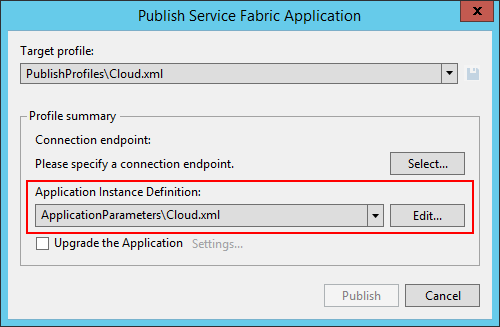 Publish Service Fabric Application
x
Target profile:
PublishProfiles\Cloud.xml
Profile summary
Connection endpoint:
Please specify a connection endpoint.
Select...
Application Instance Definition:
ApplicationParameters\Cloud.xml
Edit...
Upgrade the Application
Settings...
Publish
Cancel